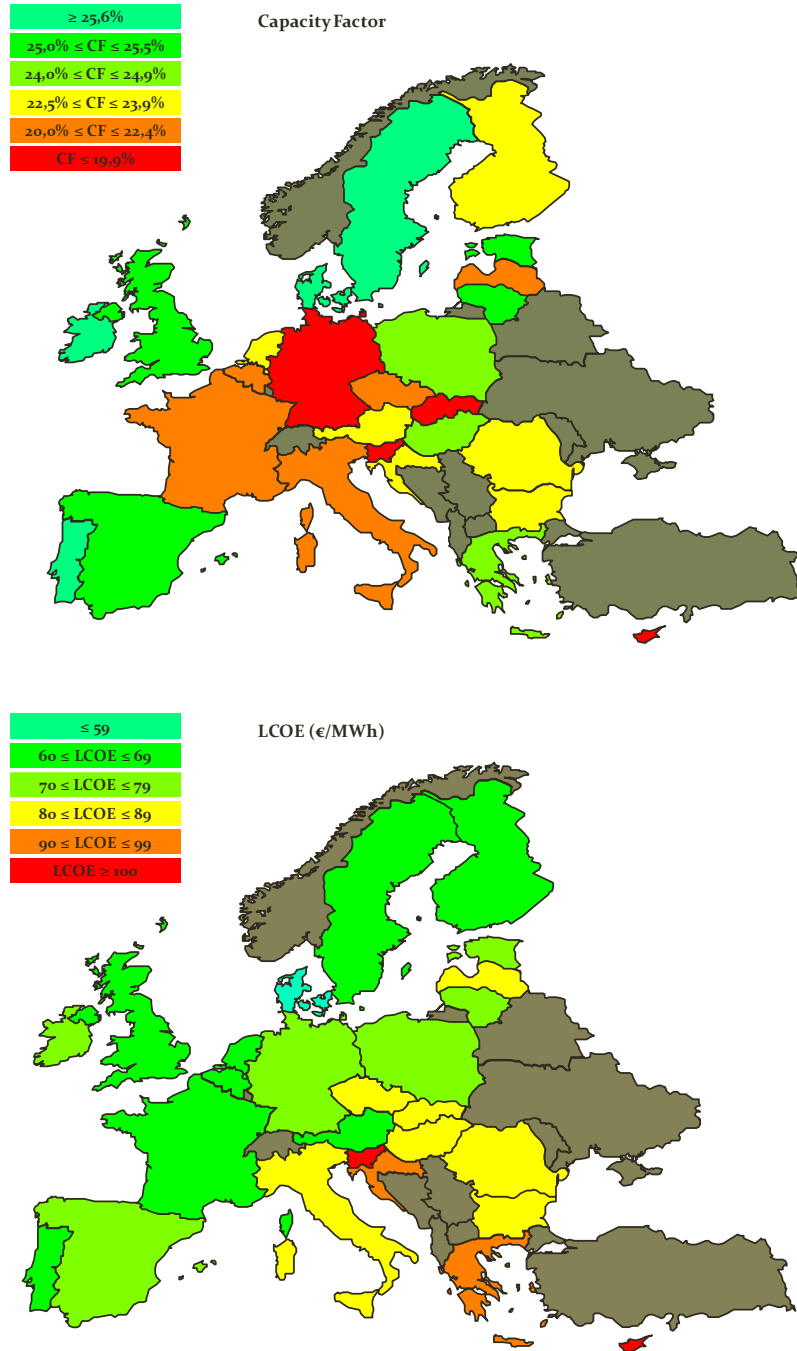 ≥ 25,6%
Capacity Factor
25,0% ≤ CF ≤ 25,5%
24,0% ≤ CF ≤ 24,9%
22,5% ≤ CF ≤ 23,9%
20,0% ≤ CF ≤ 22,4%
CF ≤ 19,9%
≤ 59
LCOE (€/MWh)
60 ≤ LCOE ≤ 69
70 ≤ LCOE ≤ 79
80 ≤ LCOE ≤ 89
90 ≤ LCOE ≤ 99
LCOE ≥ 100